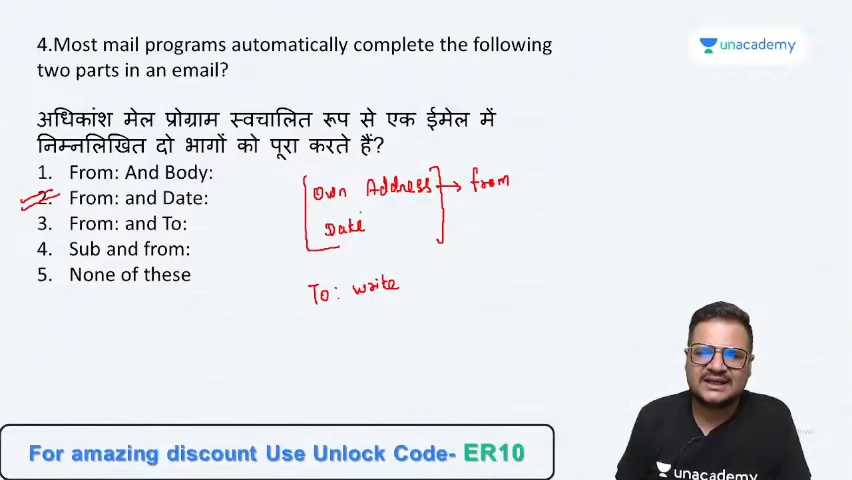 4.Most mail programs automatically complete the following
two parts in an email?
unacademy
अधिकांश मेल प्रोग्राम स्वचालित रूप से एक ईमेल में
निम्नलिखित दो भागों को पूरा करते हैं?
1. From: And Body:
2. From: and Date:
3. From: and To:
4. Sub and from:
5. None of these
Own Address → from
Date
To: write
For amazing discount Use Unlock Code- ER10
unacademy